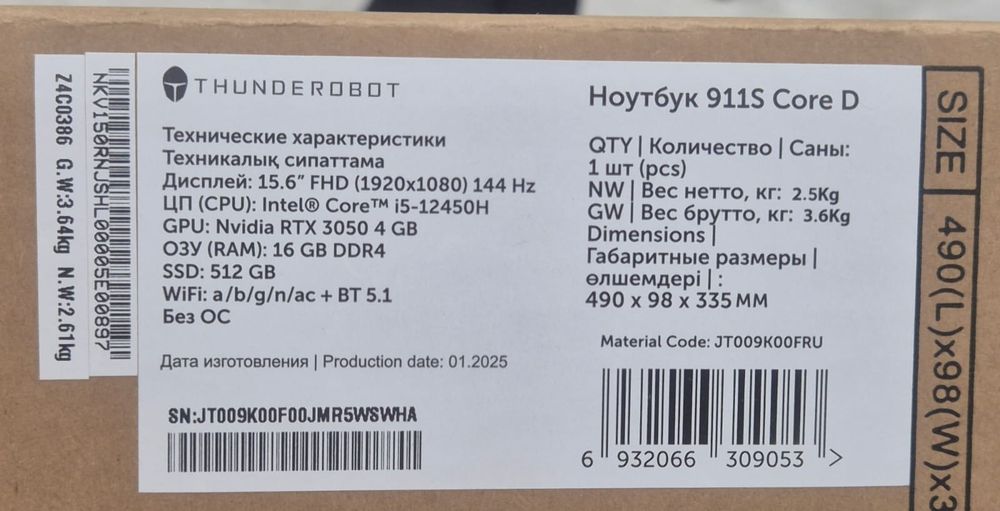 Z4C0386 G.W:3.64kg N.W:2.61kg
NKV150RNJSHL00005E00897
THUNDEROBOT
Технические характеристики
Техникалық сипаттама
Дисплей: 15.6” FHD (1920x1080) 144 Hz
ЦП (CPU): Intel® Core™ i5-12450H
GPU: Nvidia RTX 3050 4 GB
ОЗУ (RAM): 16 GB DDR4
SSD: 512 GB
WiFi: a/b/g/n/ac + BT 5.1
Без ОС
Дата изготовления | Production date: 01.2025
SN:JT009K00F00JMR5WSWHA
Ноутбук 911S Core D
QTY | Количество | Саны:
1 шт (pcs)
NW | Вес нетто, кг: 2.5Kg
GW | Вес брутто, кг: 3.6Kg
Dimensions |
Габаритные размеры |
өлшемдері | :
490 x 98 x 335 ММ
Material Code: JT009K00FRU
6 932066 309053 >
SIZE 490(L)x98(W)x3